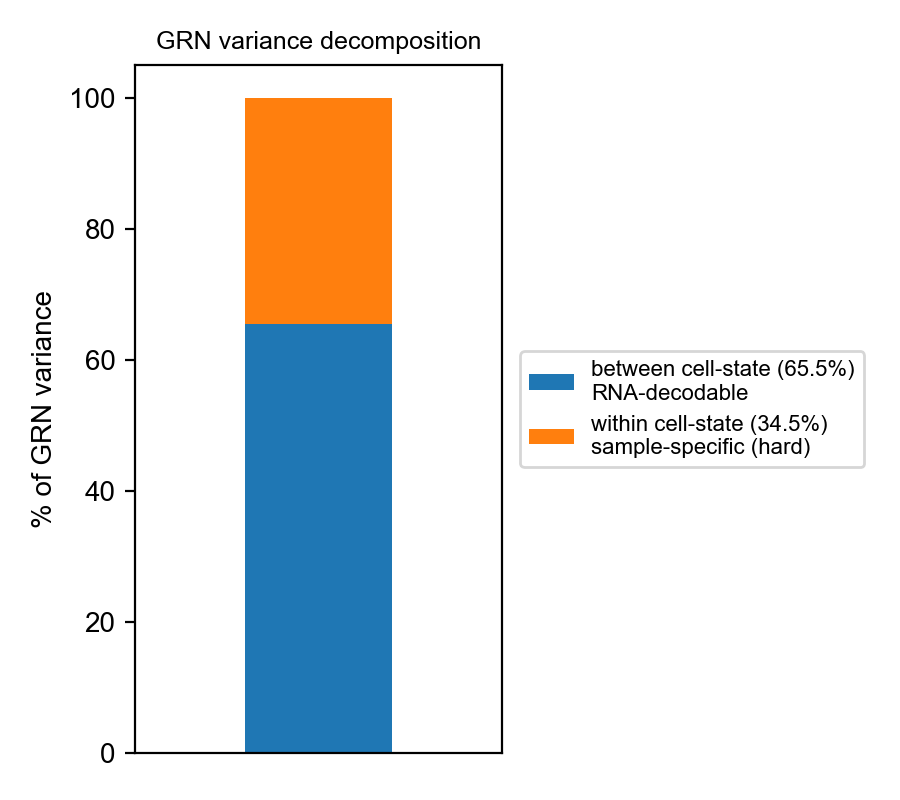 GRN variance decomposition
% of GRN variance
100
80
60
40
20
0
between cell-state (65.5%)
RNA-decodable
within cell-state (34.5%)
sample-specific (hard)